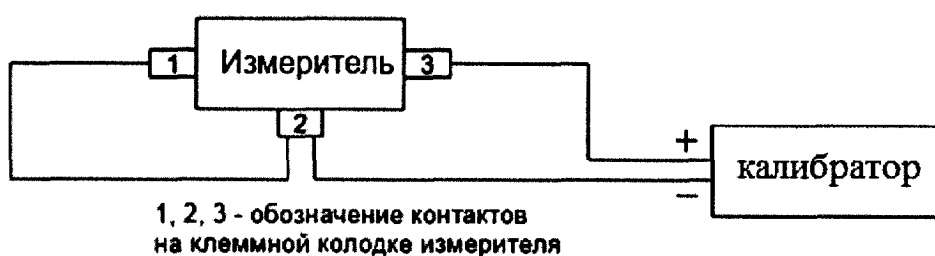 1 Измеритель 3
2
+
калибратор
−
1, 2, 3 - обозначение контактов
на клеммной колодке измерителя